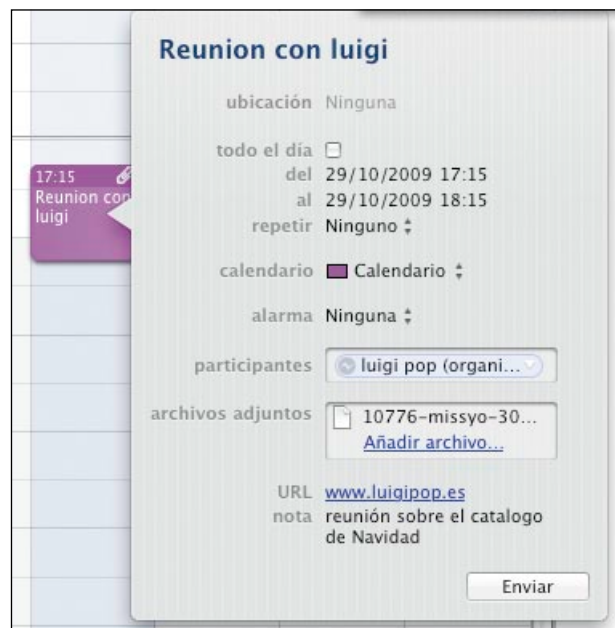 Reunion con luigi
ubicación Ninguna
todo el día
del 29/10/2009 17:15
al 29/10/2009 18:15
repetir Ninguno
calendario Calendario
alarma Ninguna
participantes luigi pop (organi...
archivos adjuntos 10776-missyo-30...
Añadir archivo...
URL www.luigipop.es
nota reunión sobre el catalogo
de Navidad
Enviar
17:15
Reunion con
luigi